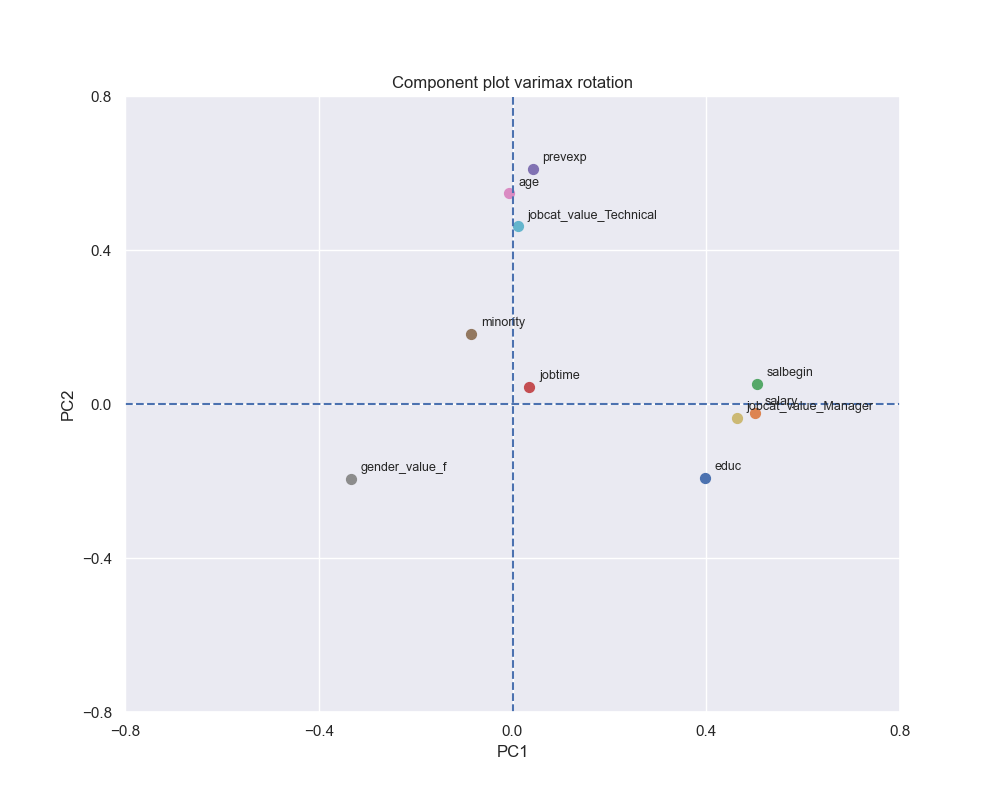 Component plot varimax rotation
0.8
prevexp
age
jobcat_value_Technical
0.4
minority
salbegin
jobtime
salary
0.0
jobcat_value_Manager
PC2
gender_value_f
educ
−0.4
−0.8
−0.8
−0.4
0.0
0.4
0.8
PC1